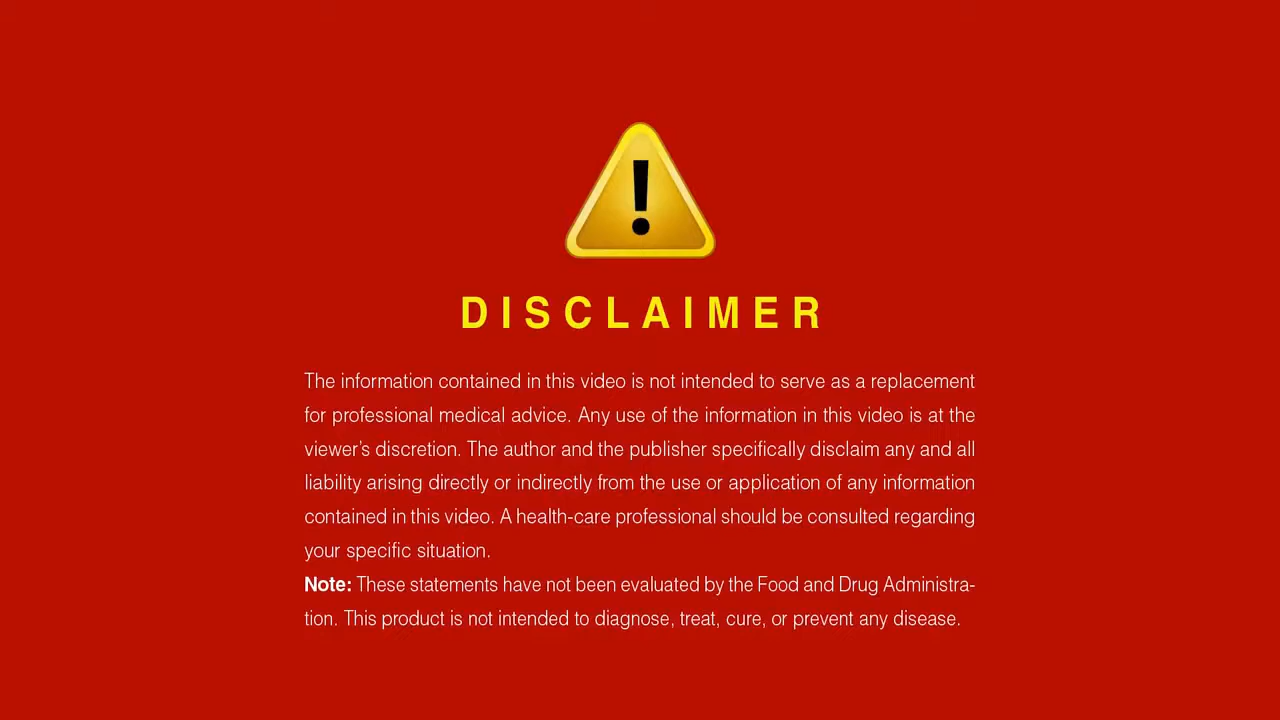 DISCLAIMER
The information contained in this video is not intended to serve as a replacement
for professional medical advice. Any use of the information in this video is at the
viewer's discretion. The author and the publisher specifically disclaim any and all
liability arising directly or indirectly from the use or application of any information
contained in this video. A health-care professional should be consulted regarding
your specific situation.
Note: These statements have not been evaluated by the Food and Drug Administra-
tion. This product is not intended to diagnose, treat, cure, or prevent any disease.